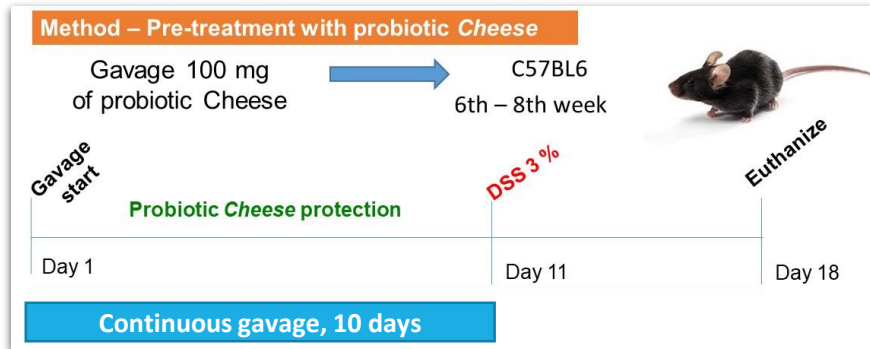 Method – Pre-treatment with probiotic Cheese
Gavage 100 mg
of probiotic Cheese
C57BL6
6th – 8th week
Gavage
start
DSS 3 %
Euthanize
Probiotic Cheese protection
Day 1
Day 11
Day 18
Continuous gavage, 10 days